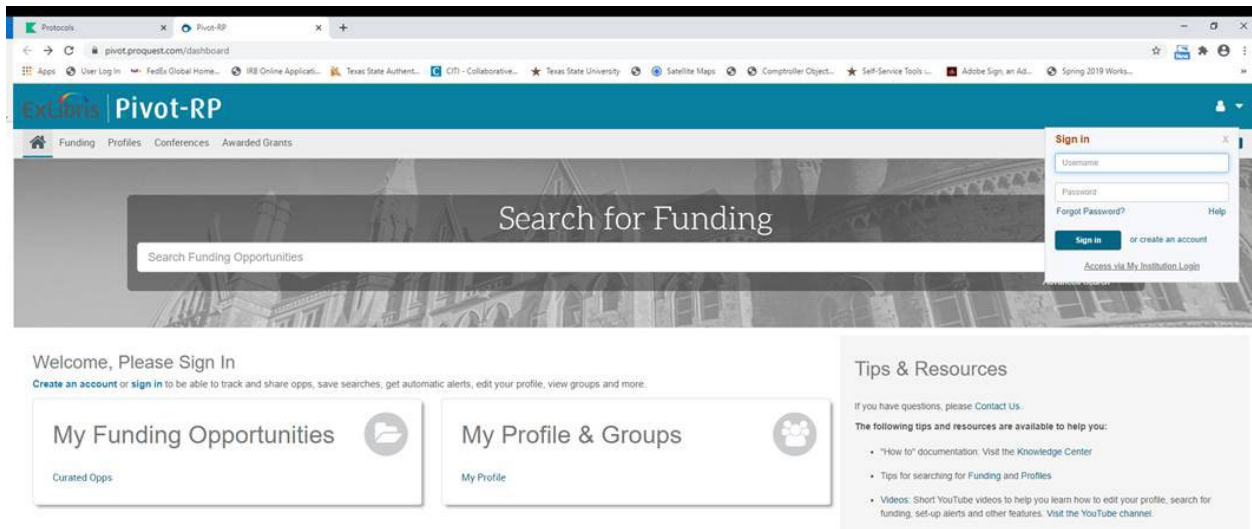 Protocols
Pivot-RP
pivot.proquest.com/dashboard
Apps User Log In FedEx Global Home... IRB Online Applicati... Texas State Authent... CITI - Collaborative... Texas State University Satellite Maps Comptroller Object... Self-Service Tools :... Adobe Sign, an Ad... Spring 2019 Works...
ExLibris Pivot-RP
Funding Profiles Conferences Awarded Grants
Sign in X
Username
Password
Forgot Password? Help
Sign in or create an account
Access via My Institution Login
Advanced Search
Search for Funding
Search Funding Opportunities
Welcome, Please Sign In
Create an account or sign in to be able to track and share opps, save searches, get automatic alerts, edit your profile, view groups and more.
My Funding Opportunities
Curated Opps
My Profile & Groups
My Profile
Tips & Resources
If you have questions, please Contact Us.
The following tips and resources are available to help you:
• "How to" documentation. Visit the Knowledge Center
• Tips for searching for Funding and Profiles
• Videos: Short YouTube videos to help you learn how to edit your profile, search for
funding, set-up alerts and other features. Visit the YouTube channel.